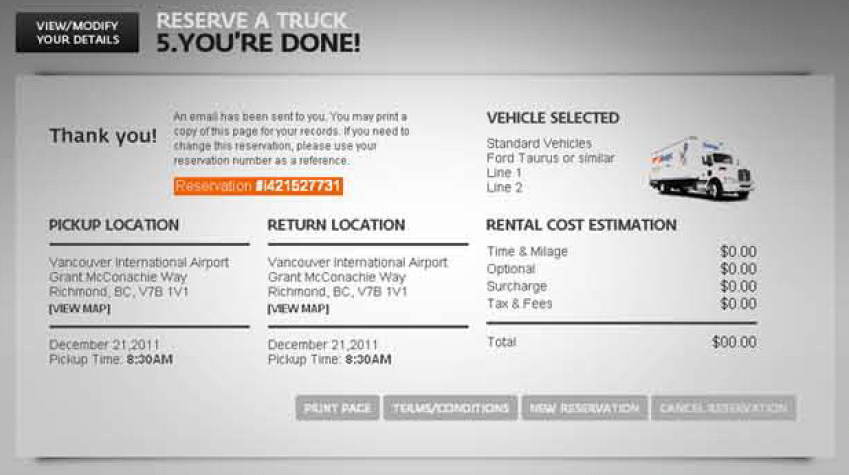 VIEW/MODIFY
YOUR DETAILS
RESERVE A TRUCK
5.YOU'RE DONE!
Thank you!
An email has been sent to you. You may print a
copy of this page for your records. If you need to
change this reservation, please use your
reservation number as a reference.
Reservation #I421527731
VEHICLE SELECTED
Standard Vehicles
Ford Taurus or similar
Line 1
Line 2
PICKUP LOCATION
Vancouver International Airport
Grant McConachie Way
Richmond, BC, V7B 1V1
[VIEW MAP]
December 21,2011
Pickup Time: 8:30AM
RETURN LOCATION
Vancouver International Airport
Grant McConachie Way
Richmond, BC, V7B 1V1
[VIEW MAP]
December 21,2011
Pickup Time: 8:30AM
RENTAL COST ESTIMATION
Time & Milage $0.00
Optional $0.00
Surcharge $0.00
Tax & Fees $0.00
Total $00.00
PRINT PAGE
TERMS/CONDITIONS
NEW RESERVATION
CANCEL RESERVATION